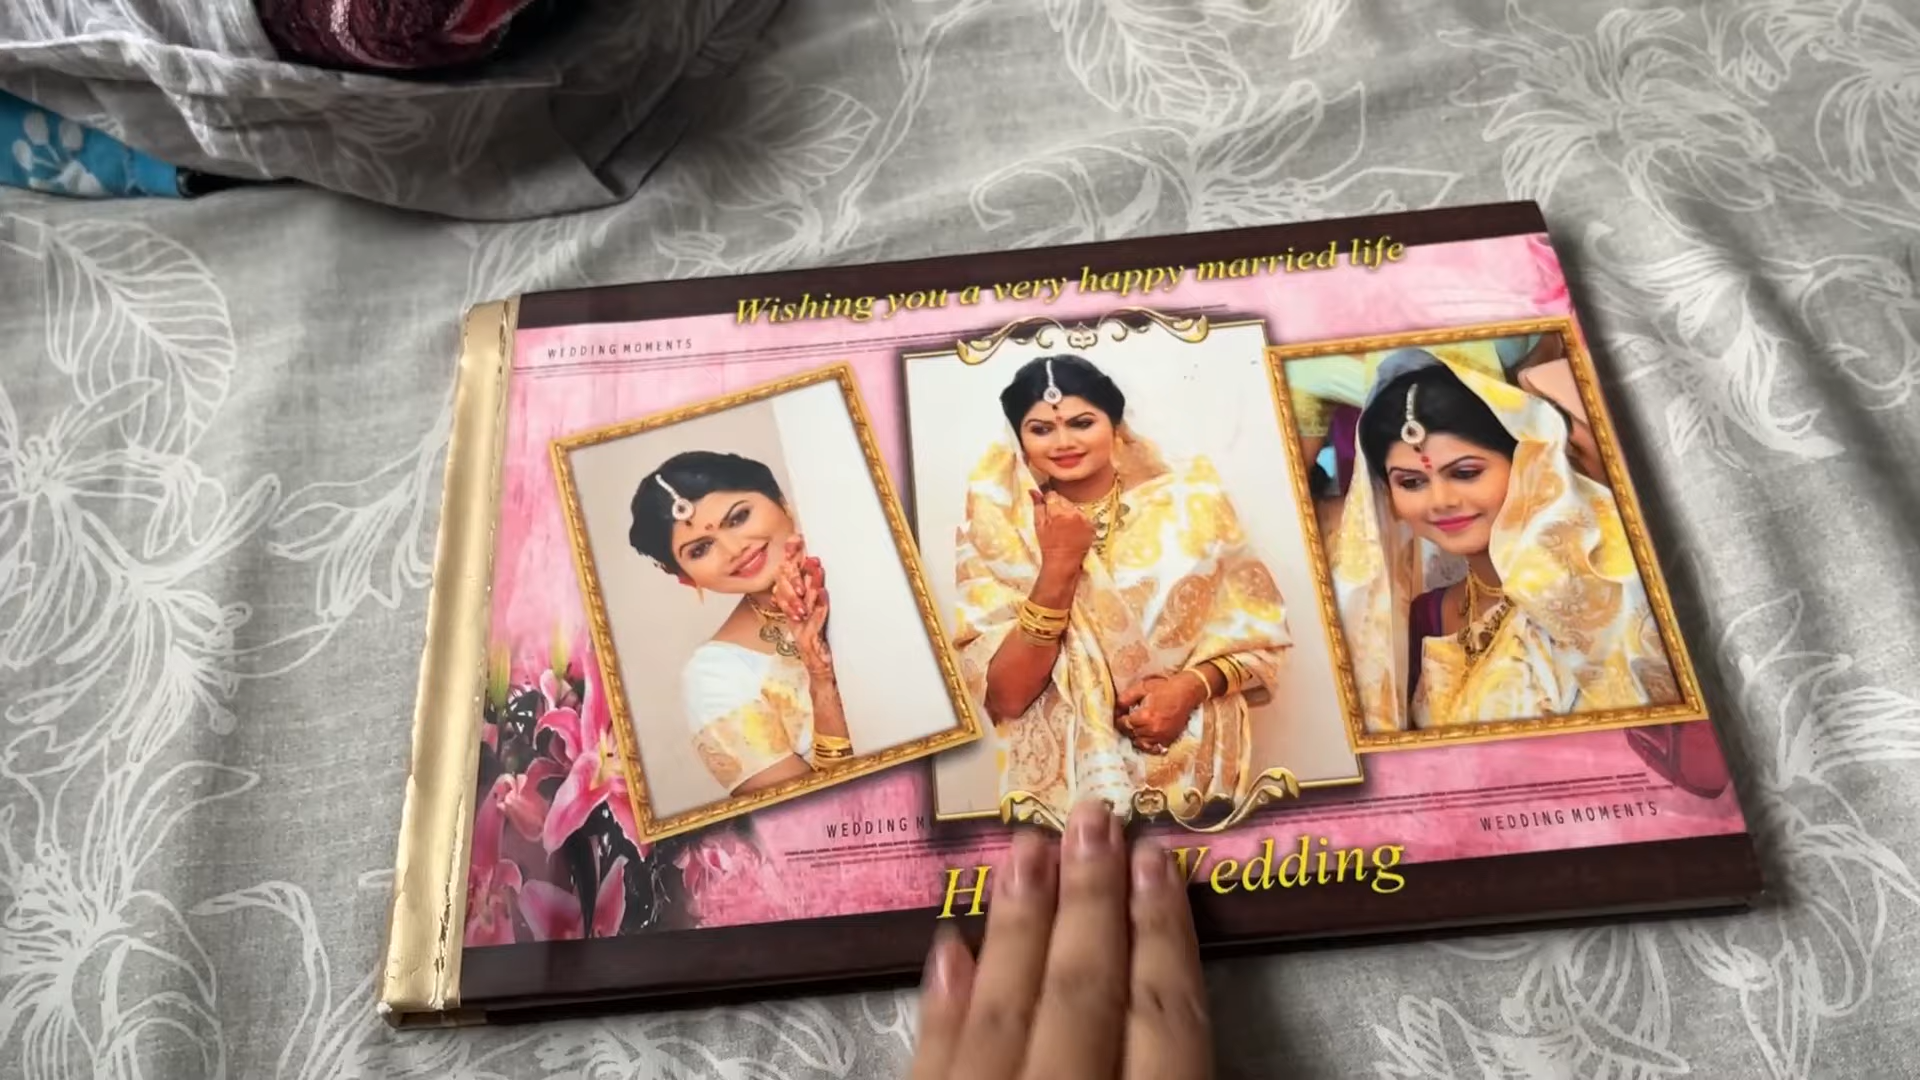 Wishing you a very happy married life
WEDDING MOMENTS
WEDDING
WEDDING MOMENTS
Wedding